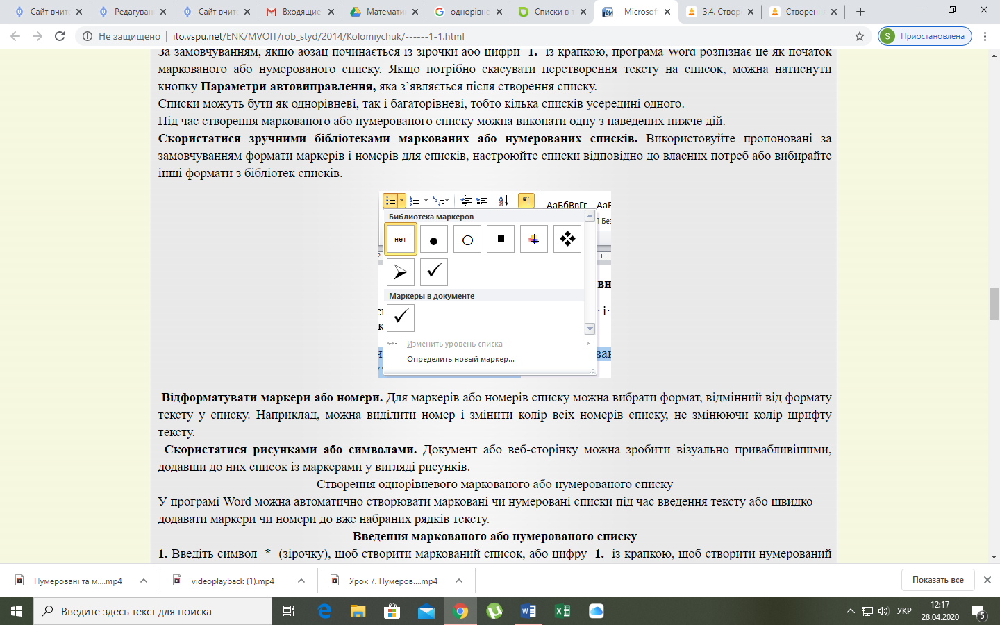 Сайт вчите
Редагуван
Сайт вчите
Входящие
Математи
однорівне
Списки в т
- Microsof
3.4. Створ
Створенн
Не защищено
ito.vspu.net/ENK/MVOIT/rob_styd/2014/Kolomiychuk/------1-1.html
S
Приостановлена
За замовчуванням, якщо абзац починається із зірочки або цифри 1. із крапкою, програма Word розпізнає це як початок
маркованого або нумерованого списку. Якщо потрібно скасувати перетворення тексту на список, можна натиснути
кнопку Параметри автовиправлення, яка з’являється після створення списку.
Списки можуть бути як однорівневі, так і багаторівневі, тобто кілька списків усередині одного.
Під час створення маркованого або нумерованого списку можна виконати одну з наведених нижче дій.
Скористатися зручними бібліотеками маркованих або нумерованих списків. Використовуйте пропоновані за
замовчуванням формати маркерів і номерів для списків, настроюйте списки відповідно до власних потреб або вибирайте
інші формати з бібліотек списків.
АаБбВвГг, АаБ
Библиотека маркеров
1 Без
нет
вн
Маркеры в документе
і
Изменить уровень списка
Определить новый маркер...
Відформатувати маркери або номери. Для маркерів або номерів списку можна вибрати формат, відмінний від формату
тексту у списку. Наприклад, можна виділити номер і змінити колір всіх номерів списку, не змінюючи колір шрифту
тексту.
Скористатися рисунками або символами. Документ або веб-сторінку можна зробити візуально привабливішими,
додавши до них список із маркерами у вигляді рисунків.
Створення однорівневого маркованого або нумерованого списку
У програмі Word можна автоматично створювати марковані чи нумеровані списки під час введення тексту або швидко
додавати маркери чи номери до вже набраних рядків тексту.
Введення маркованого або нумерованого списку
1. Введіть символ * (зірочку), щоб створити маркований список, або цифру 1. із крапкою, щоб створити нумерований
Нумеровані та м....mp4
videoplayback (1).mp4
Урок 7. Нумеров....mp4
Показать все
Введите здесь текст для поиска
УКР
12:17
28.04.2020
5